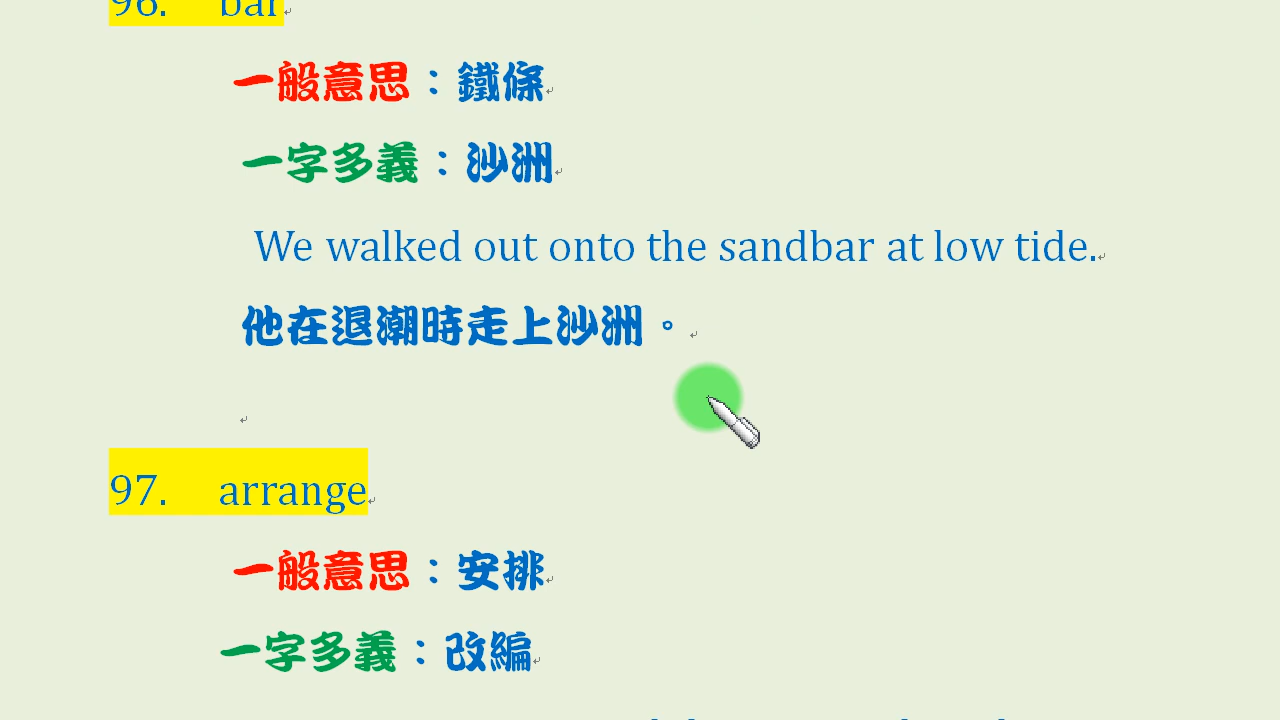 96. bar
一般意思：鐵條
一字多義：沙洲
We walked out onto the sandbar at low tide.
他在退潮時走上沙洲。
97. arrange
一般意思：安排
一字多義：改編